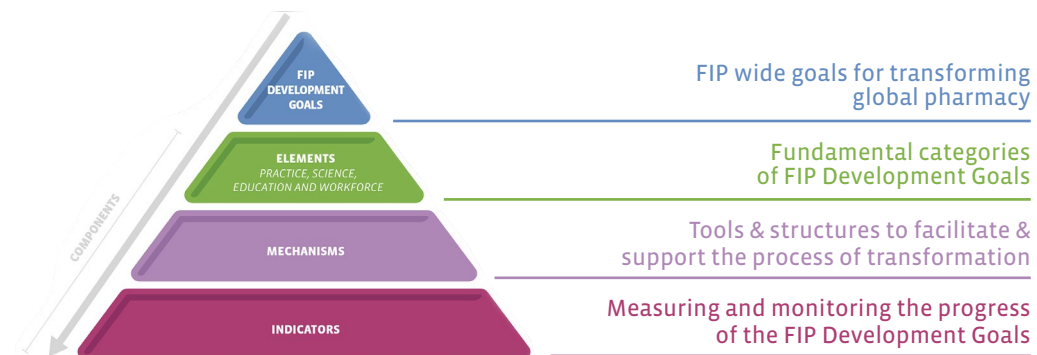 FIP
DEVELOPMENT
GOALS
FIP wide goals for transforming
global pharmacy
ELEMENTS
PRACTICE, SCIENCE,
EDUCATION AND WORKFORCE
Fundamental categories
of FIP Development Goals
COMPONENTS
MECHANISMS
Tools & structures to facilitate &
support the process of transformation
INDICATORS
Measuring and monitoring the progress
of the FIP Development Goals